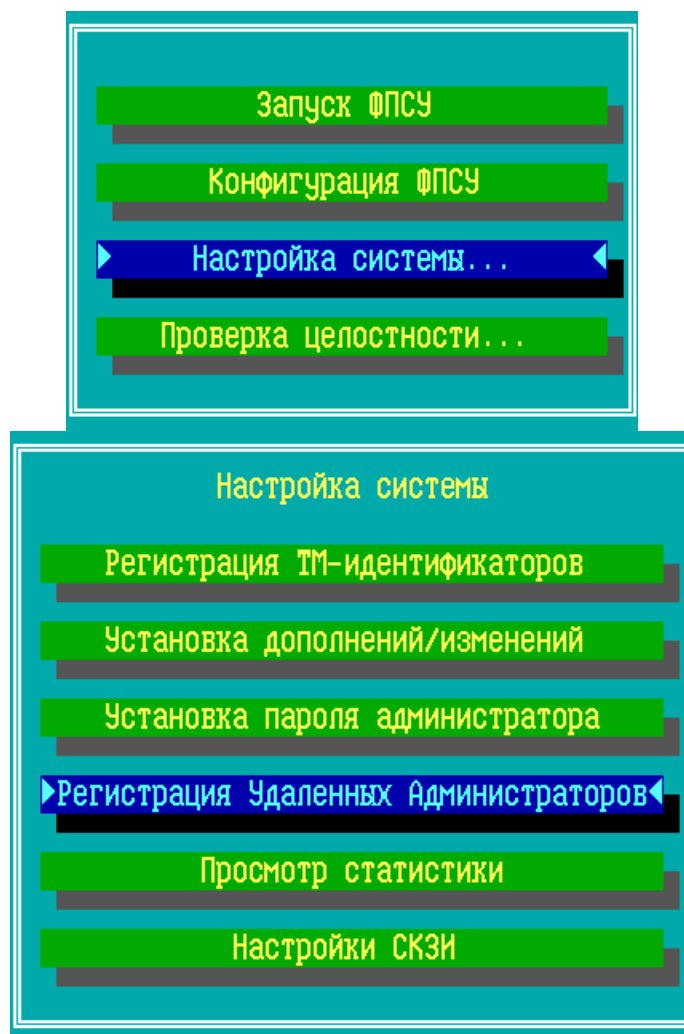 Запуск ФПСУ
Конфигурация ФПСУ
Настройка системы...
Проверка целостности...
Настройка системы
Регистрация ТМ-идентификаторов
Установка дополнений/изменений
Установка пароля администратора
Регистрация Удаленных Администраторов
Просмотр статистики
Настройки СКЗИ